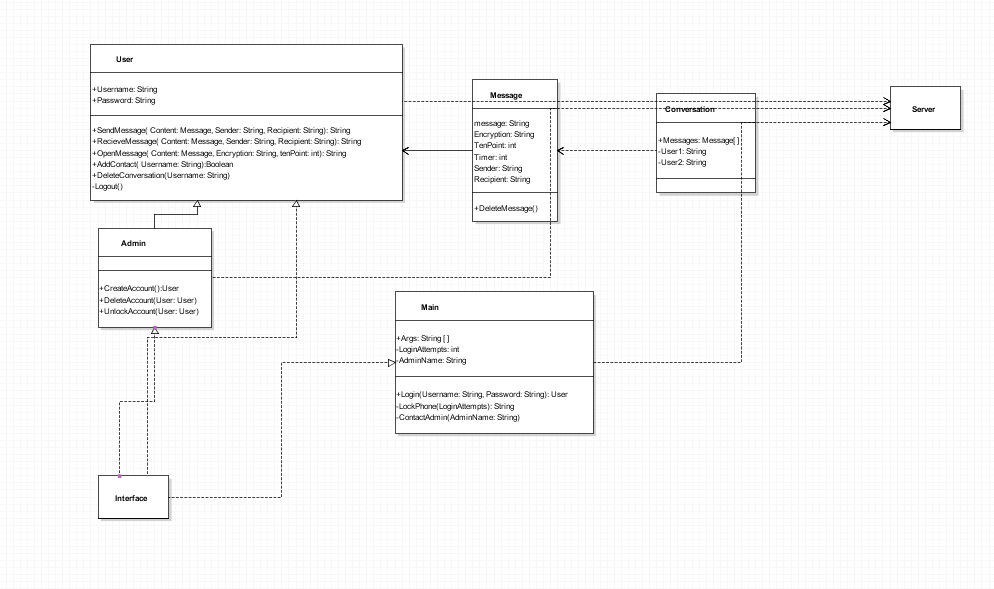 User
+Username: String
+Password: String
+SendMessage( Content: Message, Sender: String, Recipient: String): String
+RecieveMessage( Content: Message, Sender: String, Recipient: String): String
+OpenMessage( Content: Message, Encryption: String, tenPoint: int): String
+AddContact( Username: String):Boolean
+DeleteConversation(Username: String)
-Logout()
Message
message: String
Encryption: String
TenPoint: int
Timer: int
Sender: String
Recipient: String
+DeleteMessage()
Conversation
+Messages: Message[ ]
-User1: String
-User2: String
Server
Admin
+CreateAccount():User
+DeleteAccount(User: User)
+UnlockAccount(User: User)
Main
+Args: String [ ]
-LoginAttempts: int
-AdminName: String
+Login(Username: String, Password: String): User
-LockPhone(LoginAttempts): String
-ContactAdmin(AdminName: String)
Interface